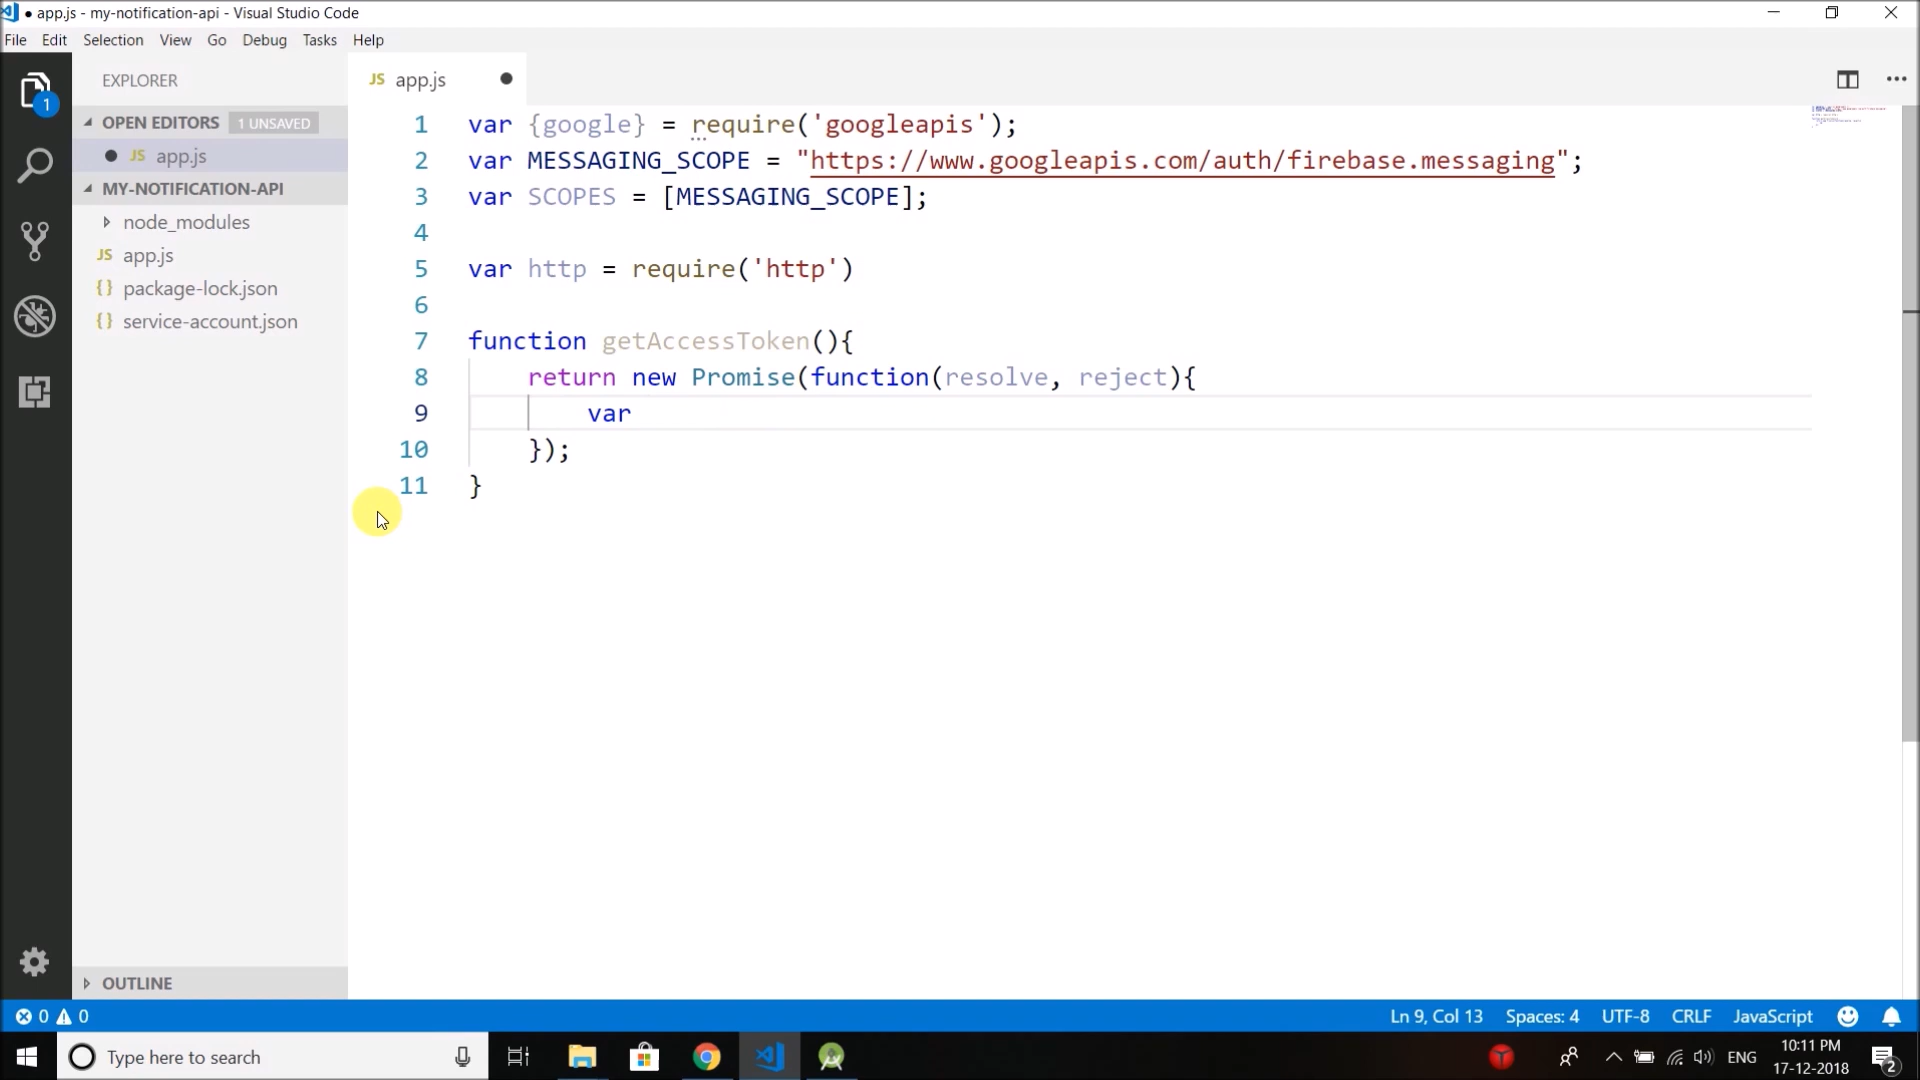 ● app.js - my-notification-api - Visual Studio Code
File Edit Selection View Go Debug Tasks Help
EXPLORER
1
OPEN EDITORS 1 UNSAVED
● JS app.js
MY-NOTIFICATION-API
node_modules
JS app.js
{} package-lock.json
{} service-account.json
OUTLINE
JS app.js ●
1 var {google} = require('googleapis');
2 var MESSAGING_SCOPE = "https://www.googleapis.com/auth/firebase.messaging";
3 var SCOPES = [MESSAGING_SCOPE];
4
5 var http = require('http')
6
7 function getAccessToken(){
8 return new Promise(function(resolve, reject){
9 var
10 });
11 }
0 0 Ln 9, Col 13 Spaces: 4 UTF-8 CRLF JavaScript
Type here to search
ENG
10:11 PM
17-12-2018
2